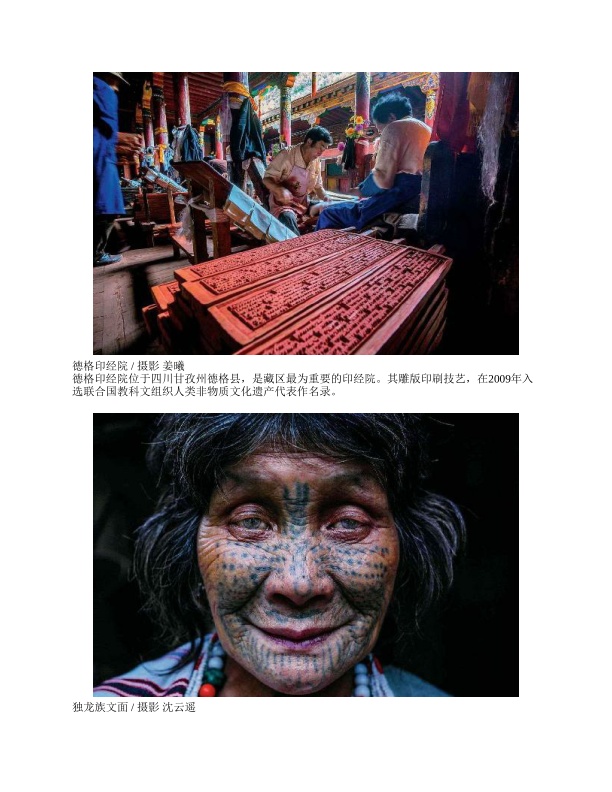 德格印经院 / 摄影 姜曦
德格印经院位于四川甘孜州德格县，是藏区最为重要的印经院。其雕版印刷技艺，在2009年入
选联合国教科文组织人类非物质文化遗产代表作名录。
独龙族文面 / 摄影 沈云遥